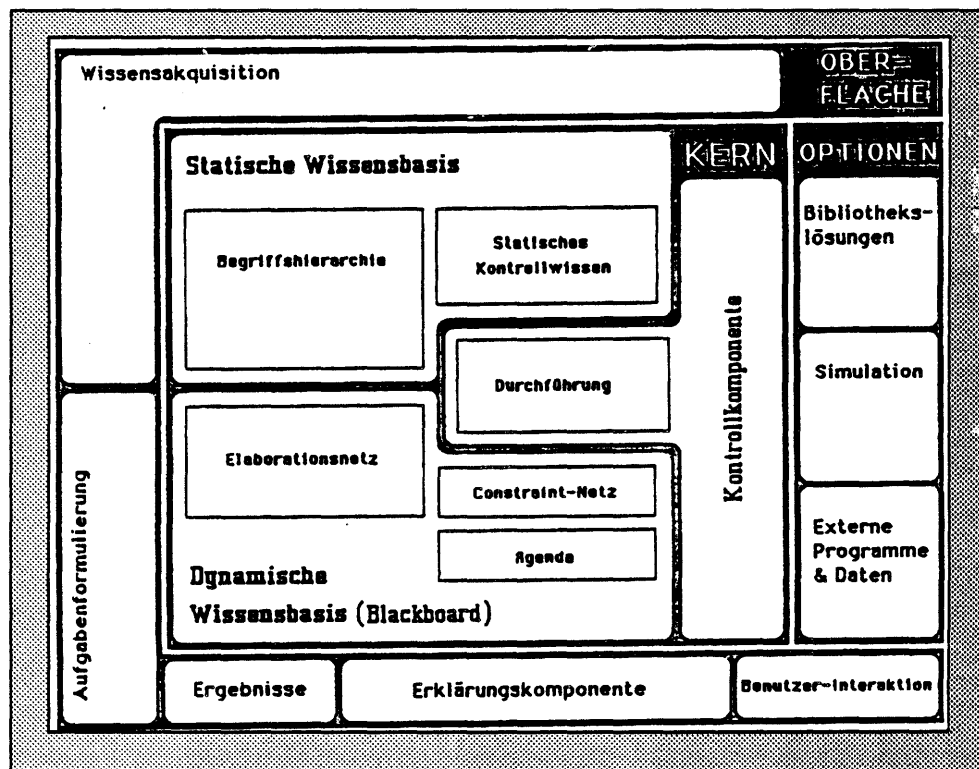 Wissensakquisition
OBER=
FLÄCHE
Statische Wissensbasis
KERN
OPTIONEN
Begriffshierarchie
Statisches
Kontrollwissen
Bibliotheks-
lösungen
Durchführung
Kontrollkomponente
Simulation
Elaborationsnetz
Constraint-Netz
Agenda
Externe
Programme
& Daten
Dynamische
Wissensbasis (Blackboard)
Aufgabenformulierung
Ergebnisse
Erklärungskomponente
Benutzer-Interaktion